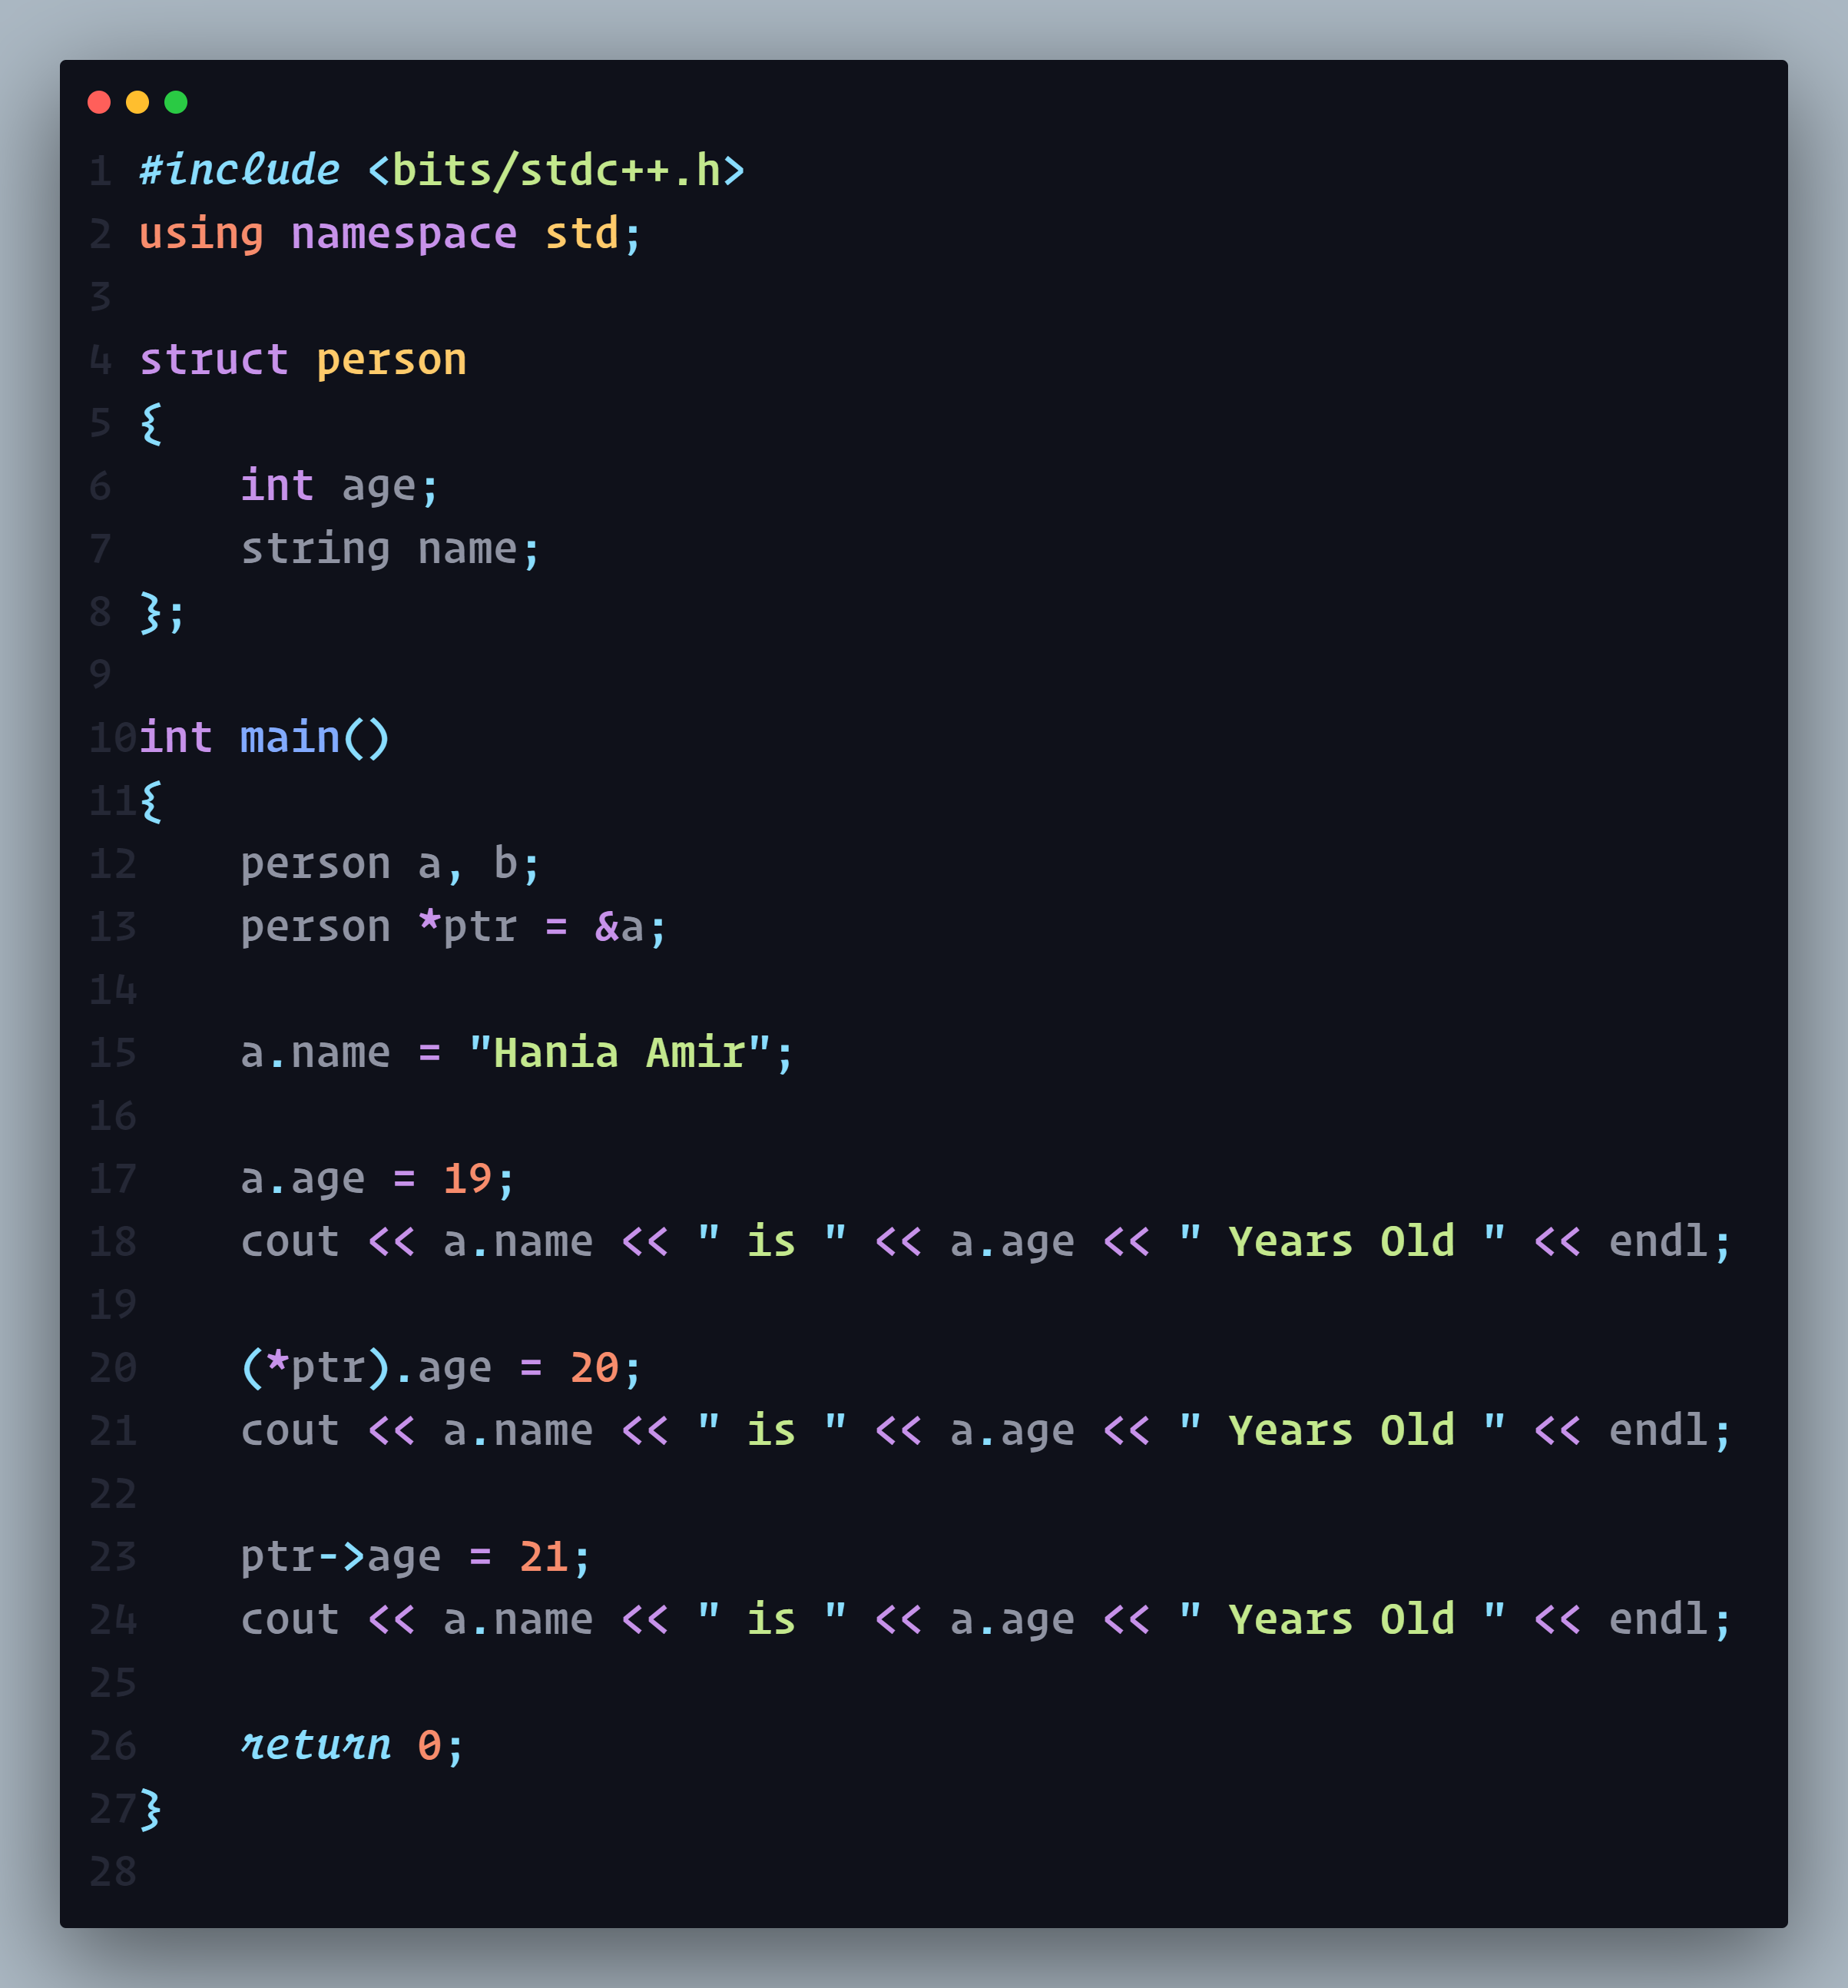 1 #include <bits/stdc++.h>
2 using namespace std;
3
4 struct person
5 {
6     int age;
7     string name;
8 };
9
10 int main()
11 {
12     person a, b;
13     person *ptr = &a;
14
15     a.name = "Hania Amir";
16
17     a.age = 19;
18     cout << a.name << " is " << a.age << " Years Old " << endl;
19
20     (*ptr).age = 20;
21     cout << a.name << " is " << a.age << " Years Old " << endl;
22
23     ptr->age = 21;
24     cout << a.name << " is " << a.age << " Years Old " << endl;
25
26     return 0;
27 }
28